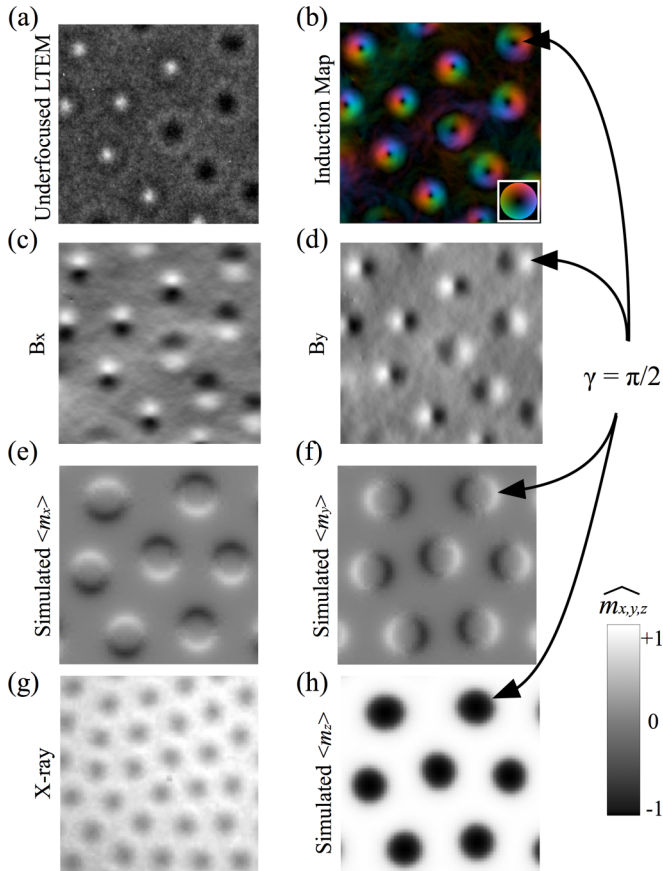 (a)
Underfocused LTEM
(b)
Induction Map
(c)
Bx
(d)
By
γ = π/2
(e)
Simulated <mx>
(f)
Simulated <my>
mx,y,z
+1
0
-1
(g)
X-ray
(h)
Simulated <mz>